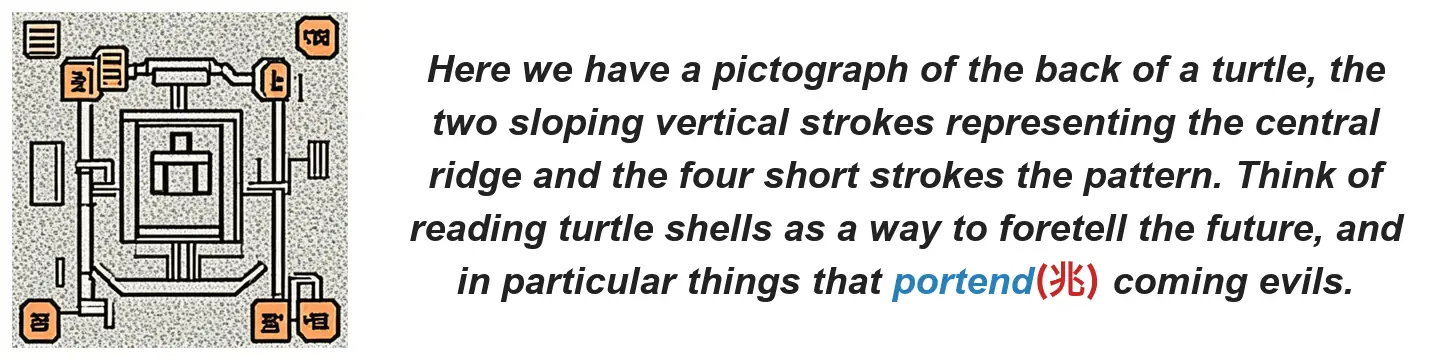 Here we have a pictograph of the back of a turtle, the
two sloping vertical strokes representing the central
ridge and the four short strokes the pattern. Think of
reading turtle shells as a way to foretell the future, and
in particular things that portend(兆) coming evils.